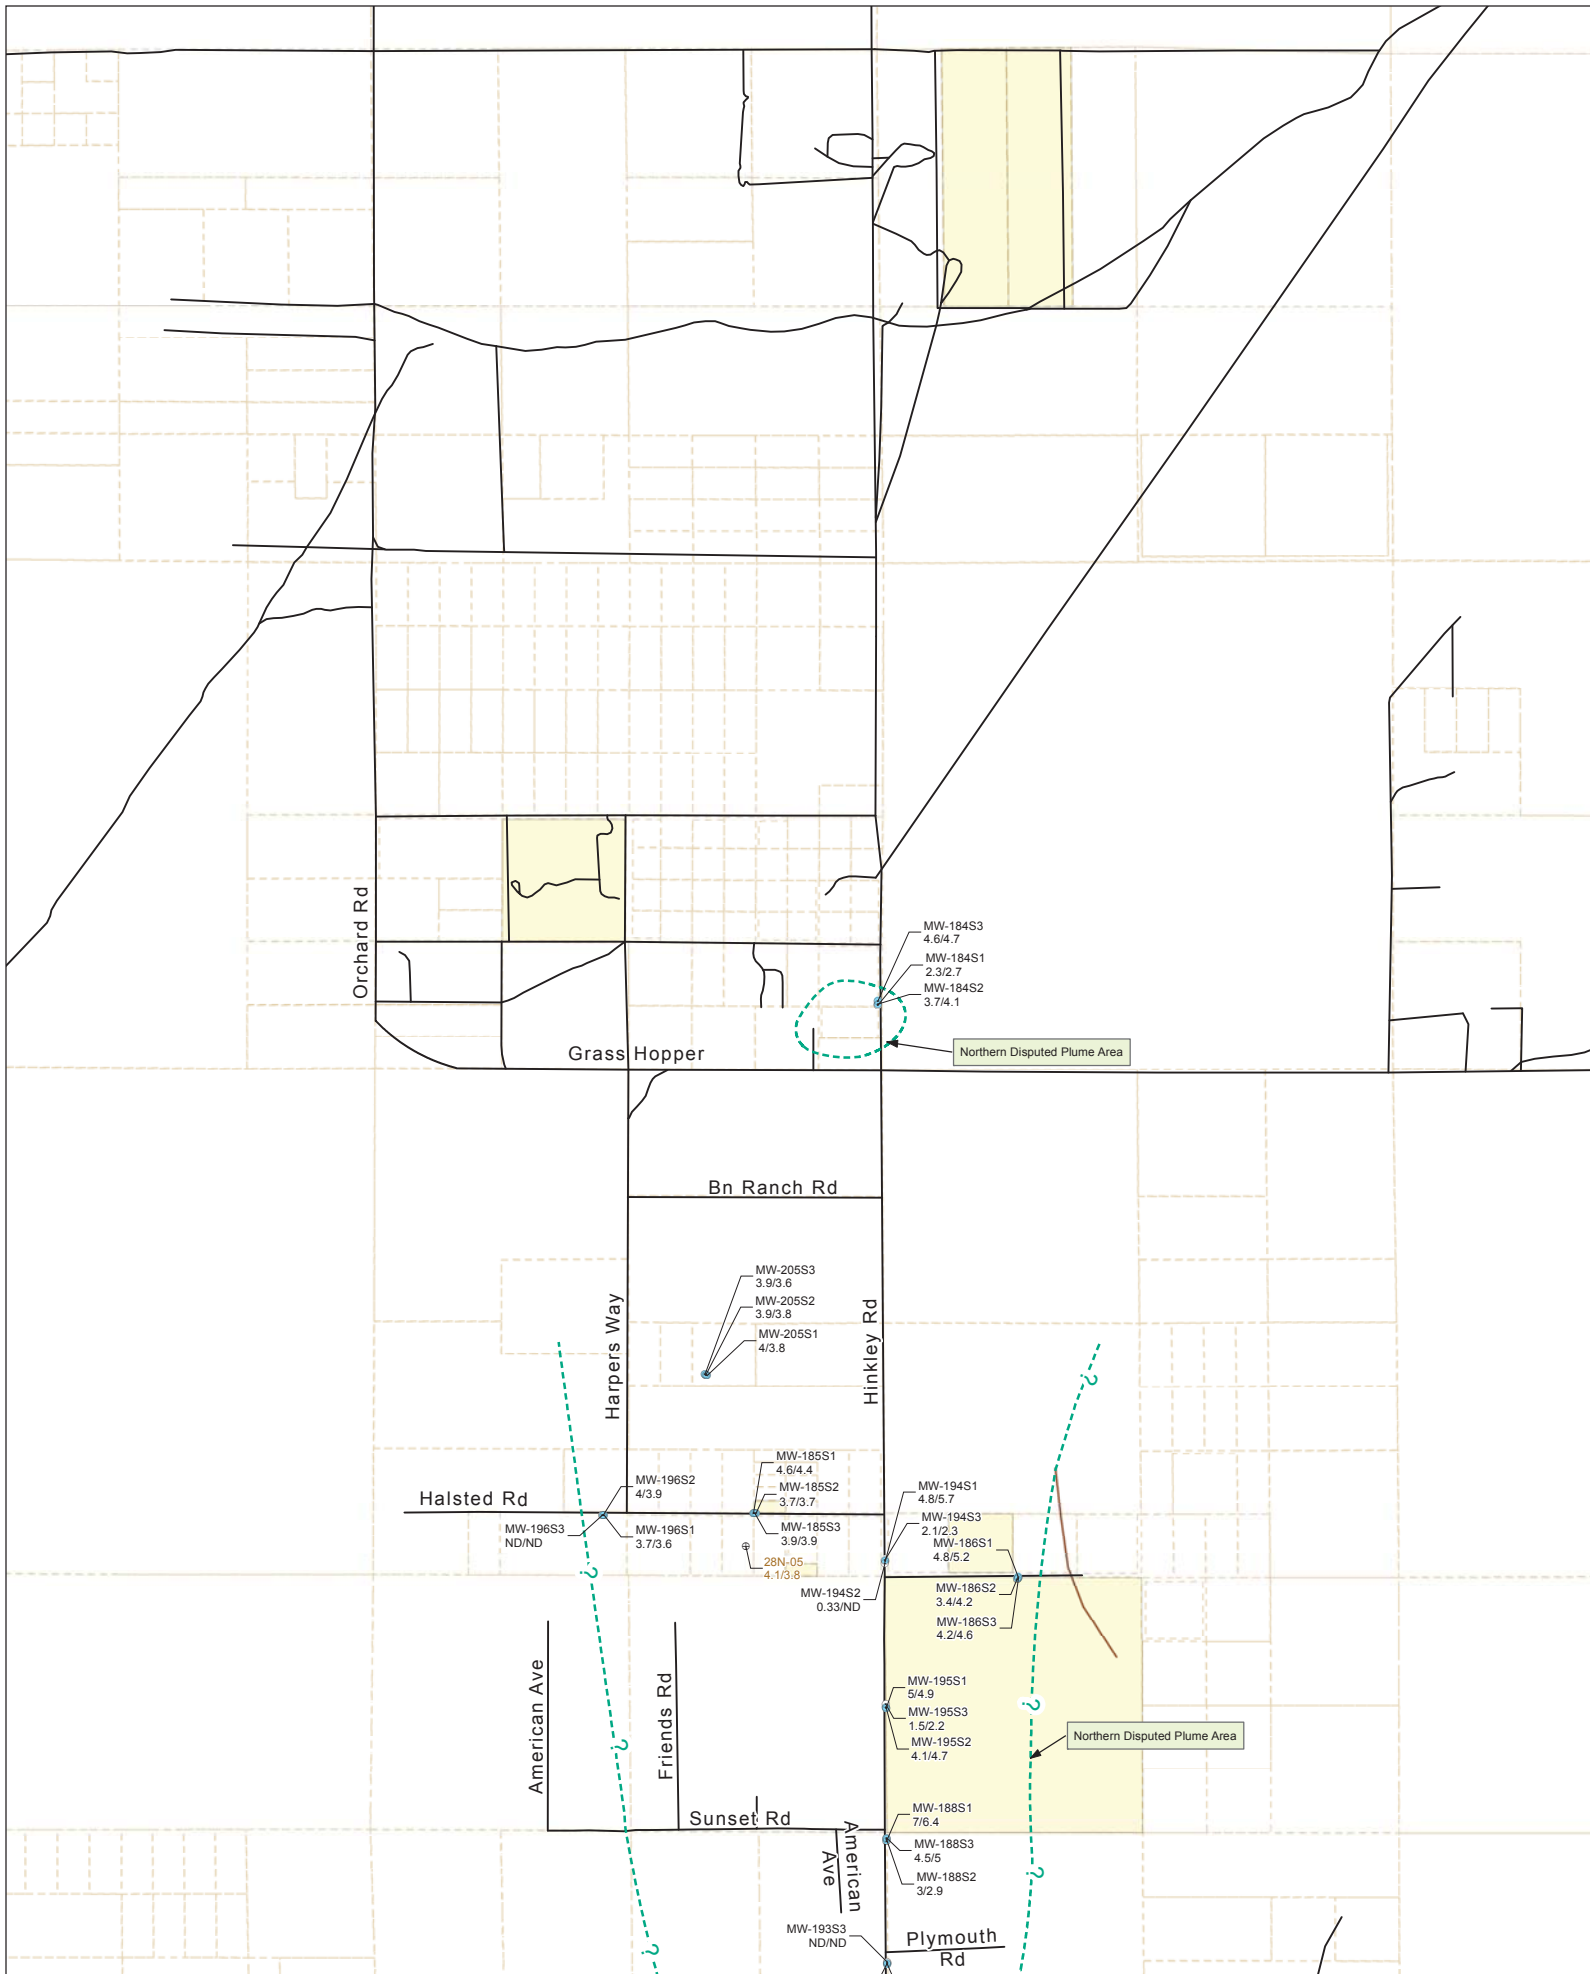 MW-184S3
4.6/4.7
MW-184S1
2.3/2.7
MW-184S2
3.7/4.1
Orchard Rd
Northern Disputed Plume Area
Grass Hopper
Bn Ranch Rd
MW-205S3
3.9/3.6
MW-205S2
3.9/3.8
MW-205S1
4/3.8
Harpers Way
Hinkley Rd
?
MW-185S1
4.6/4.4
MW-196S2
4/3.9
MW-185S2
3.7/3.7
MW-194S1
4.8/5.7
Halsted Rd
MW-196S3
ND/ND
MW-196S1
3.7/3.6
MW-185S3
3.9/3.9
MW-194S3
2.1/2.3
MW-186S1
4.8/5.2
28N-05
4.1/3.8
?
MW-194S2
0.33/ND
MW-186S2
3.4/4.2
MW-186S3
4.2/4.6
American Ave
Friends Rd
MW-195S1
5/4.9
MW-195S3
1.5/2.2
MW-195S2
4.1/4.7
?
?
Northern Disputed Plume Area
Sunset Rd
MW-188S1
7/6.4
MW-188S3
4.5/5
MW-188S2
3/2.9
American
Ave
?
MW-193S3
ND/ND
Plymouth
Rd
?